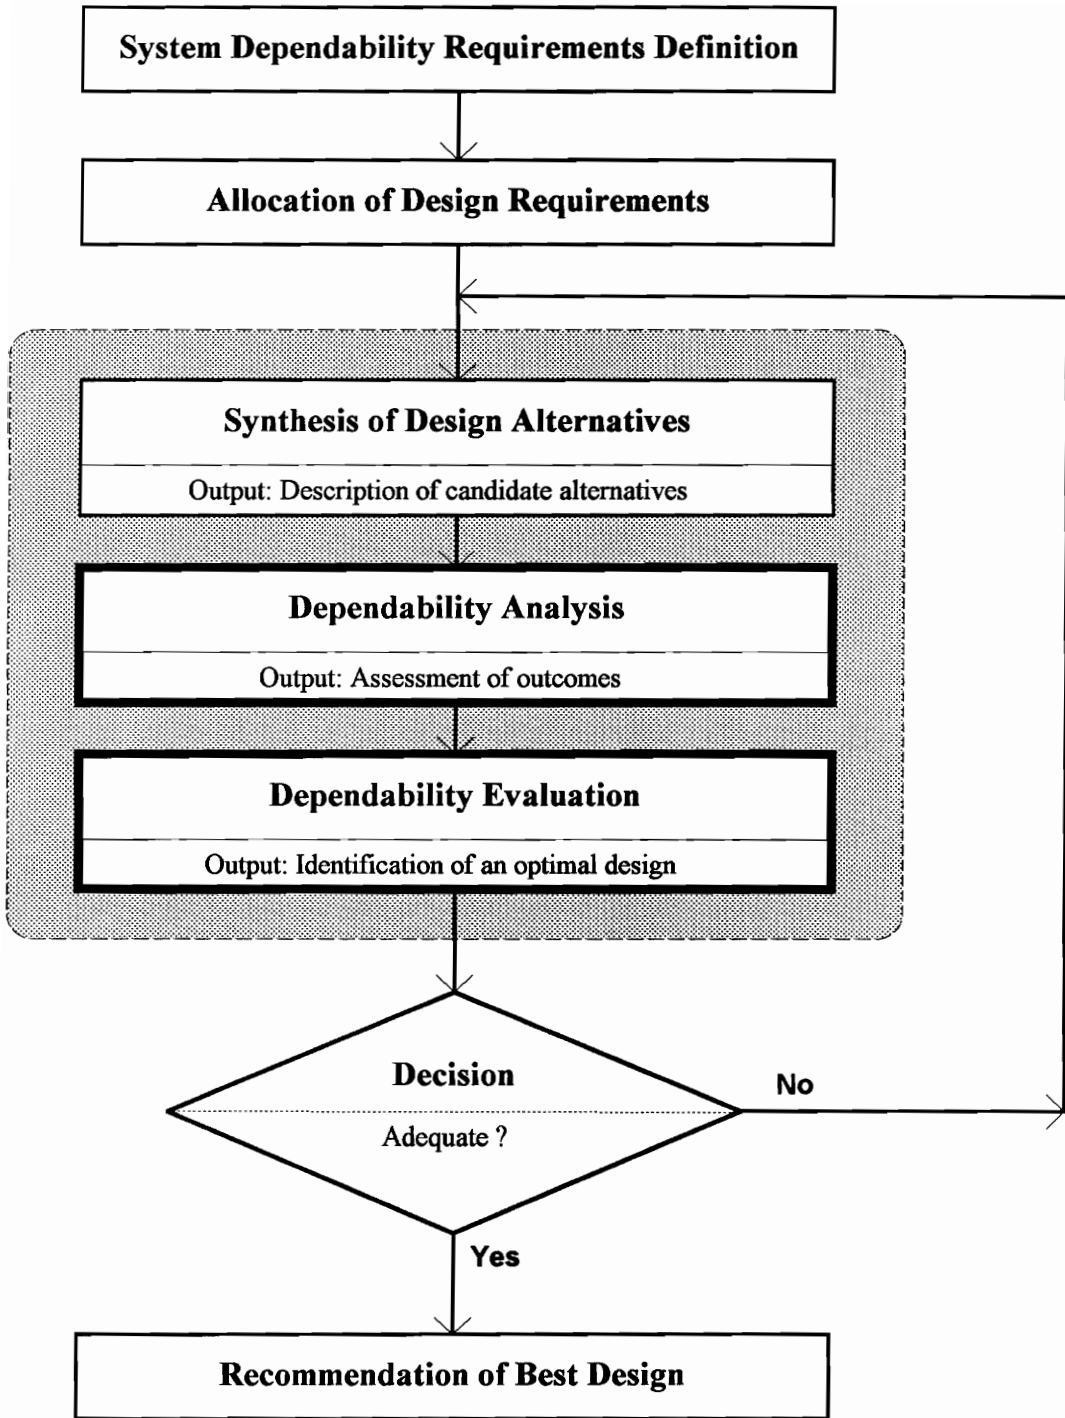 System Dependability Requirements Definition
Allocation of Design Requirements
Synthesis of Design Alternatives
Output: Description of candidate alternatives
Dependability Analysis
Output: Assessment of outcomes
Dependability Evaluation
Output: Identification of an optimal design
Decision
Adequate ?
No
Yes
Recommendation of Best Design